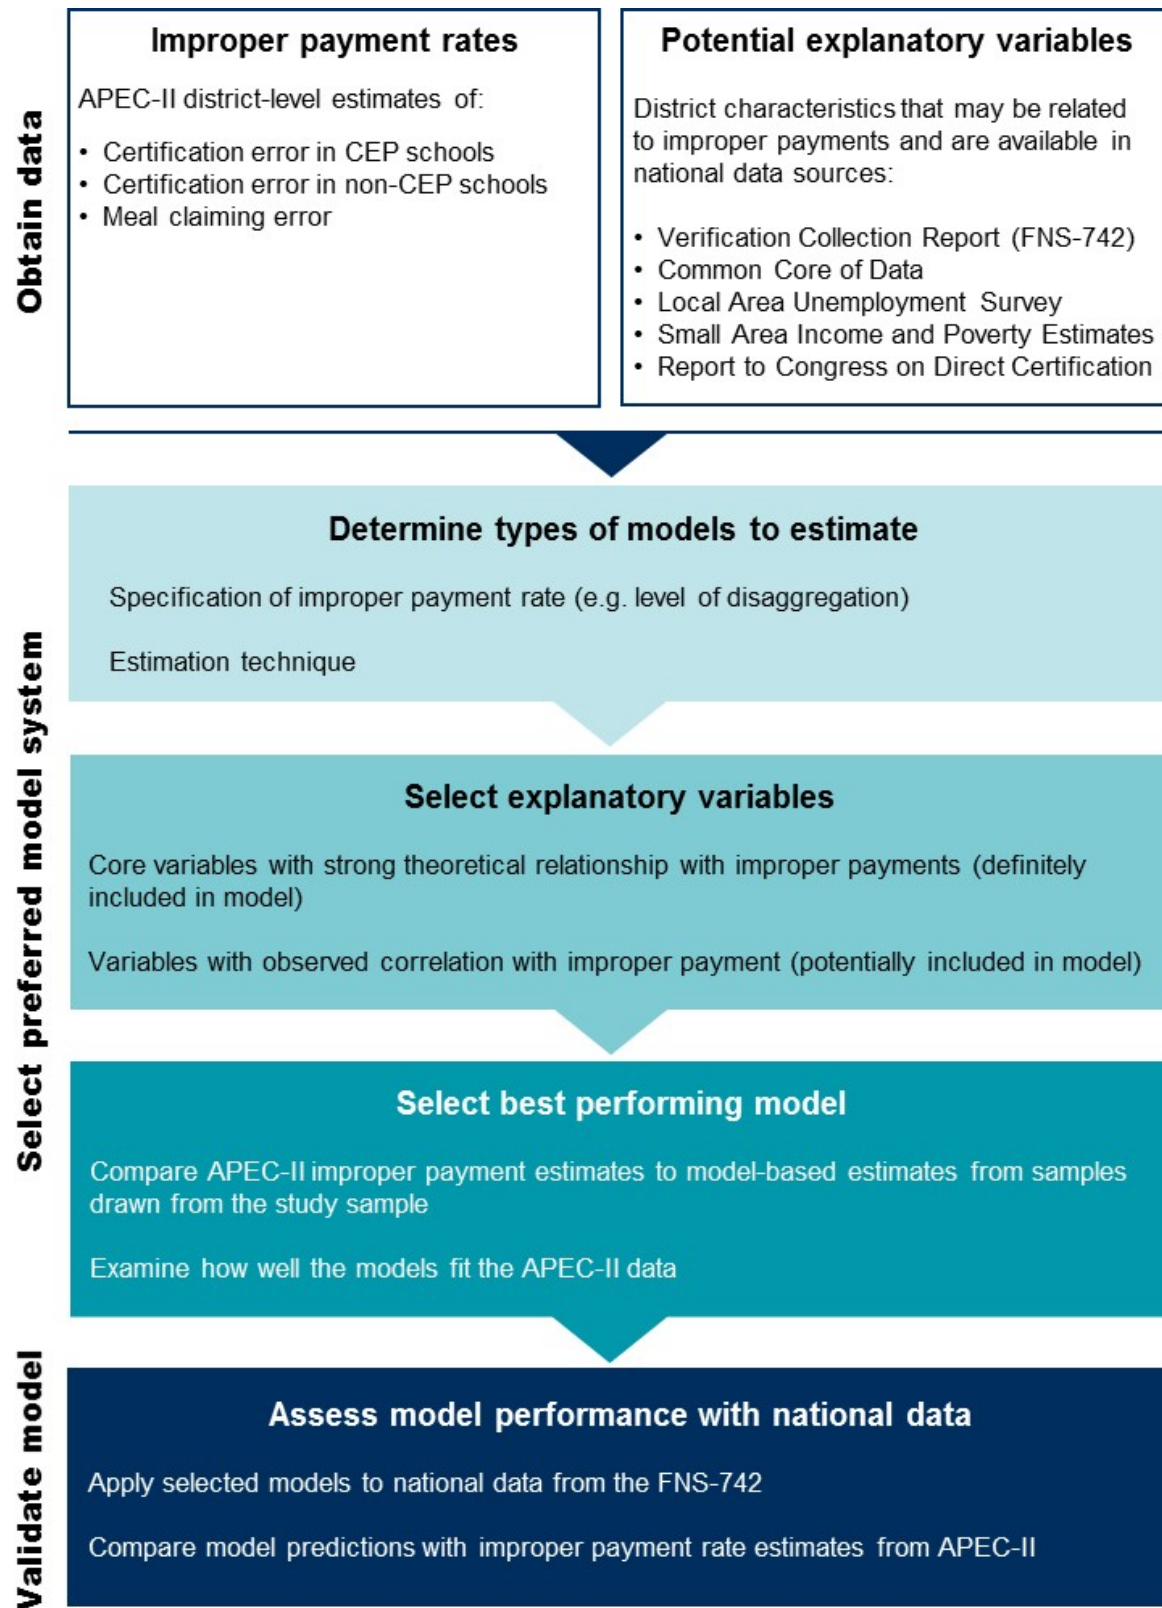 Obtain data
Improper payment rates
APEC-II district-level estimates of:
• Certification error in CEP schools
• Certification error in non-CEP schools
• Meal claiming error
Potential explanatory variables
District characteristics that may be related
to improper payments and are available in
national data sources:
• Verification Collection Report (FNS-742)
• Common Core of Data
• Local Area Unemployment Survey
• Small Area Income and Poverty Estimates
• Report to Congress on Direct Certification
Select preferred model system
Determine types of models to estimate
Specification of improper payment rate (e.g. level of disaggregation)
Estimation technique
Select explanatory variables
Core variables with strong theoretical relationship with improper payments (definitely
included in model)
Variables with observed correlation with improper payment (potentially included in model)
Select best performing model
Compare APEC-II improper payment estimates to model-based estimates from samples
drawn from the study sample
Examine how well the models fit the APEC-II data
Validate model
Assess model performance with national data
Apply selected models to national data from the FNS-742
Compare model predictions with improper payment rate estimates from APEC-II